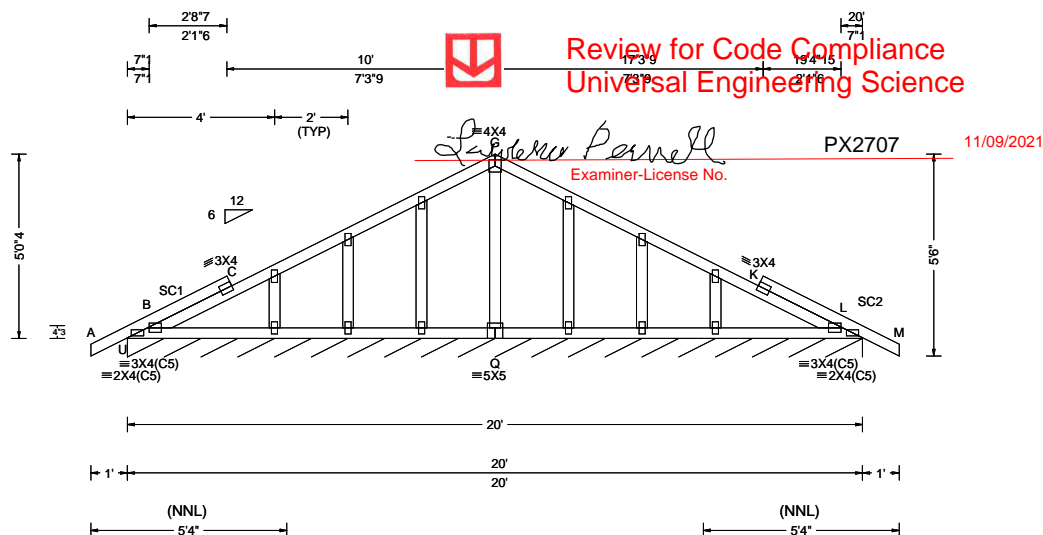 2'8"7
2'1"6
20'
7"1
7"1
7"1
10'
7'3"9
17'3"9
7'3"9
19'4"15
2'1"6
Review for Code Compliance
Universal Engineering Science
4'
2'
(TYP)
≡4X4
G
PX2707
11/09/2021
Examiner-License No.
12
6
5'0"4
5'6"
≡3X4
C
SC1
B
≡3X4
K
SC2
L
4"3
A
M
U
Q
≡3X4(C5)
≡2X4(C5)
≡5X5
≡3X4(C5)
≡2X4(C5)
20'
1'
20'
20'
1'
(NNL)
5'4"
(NNL)
5'4"